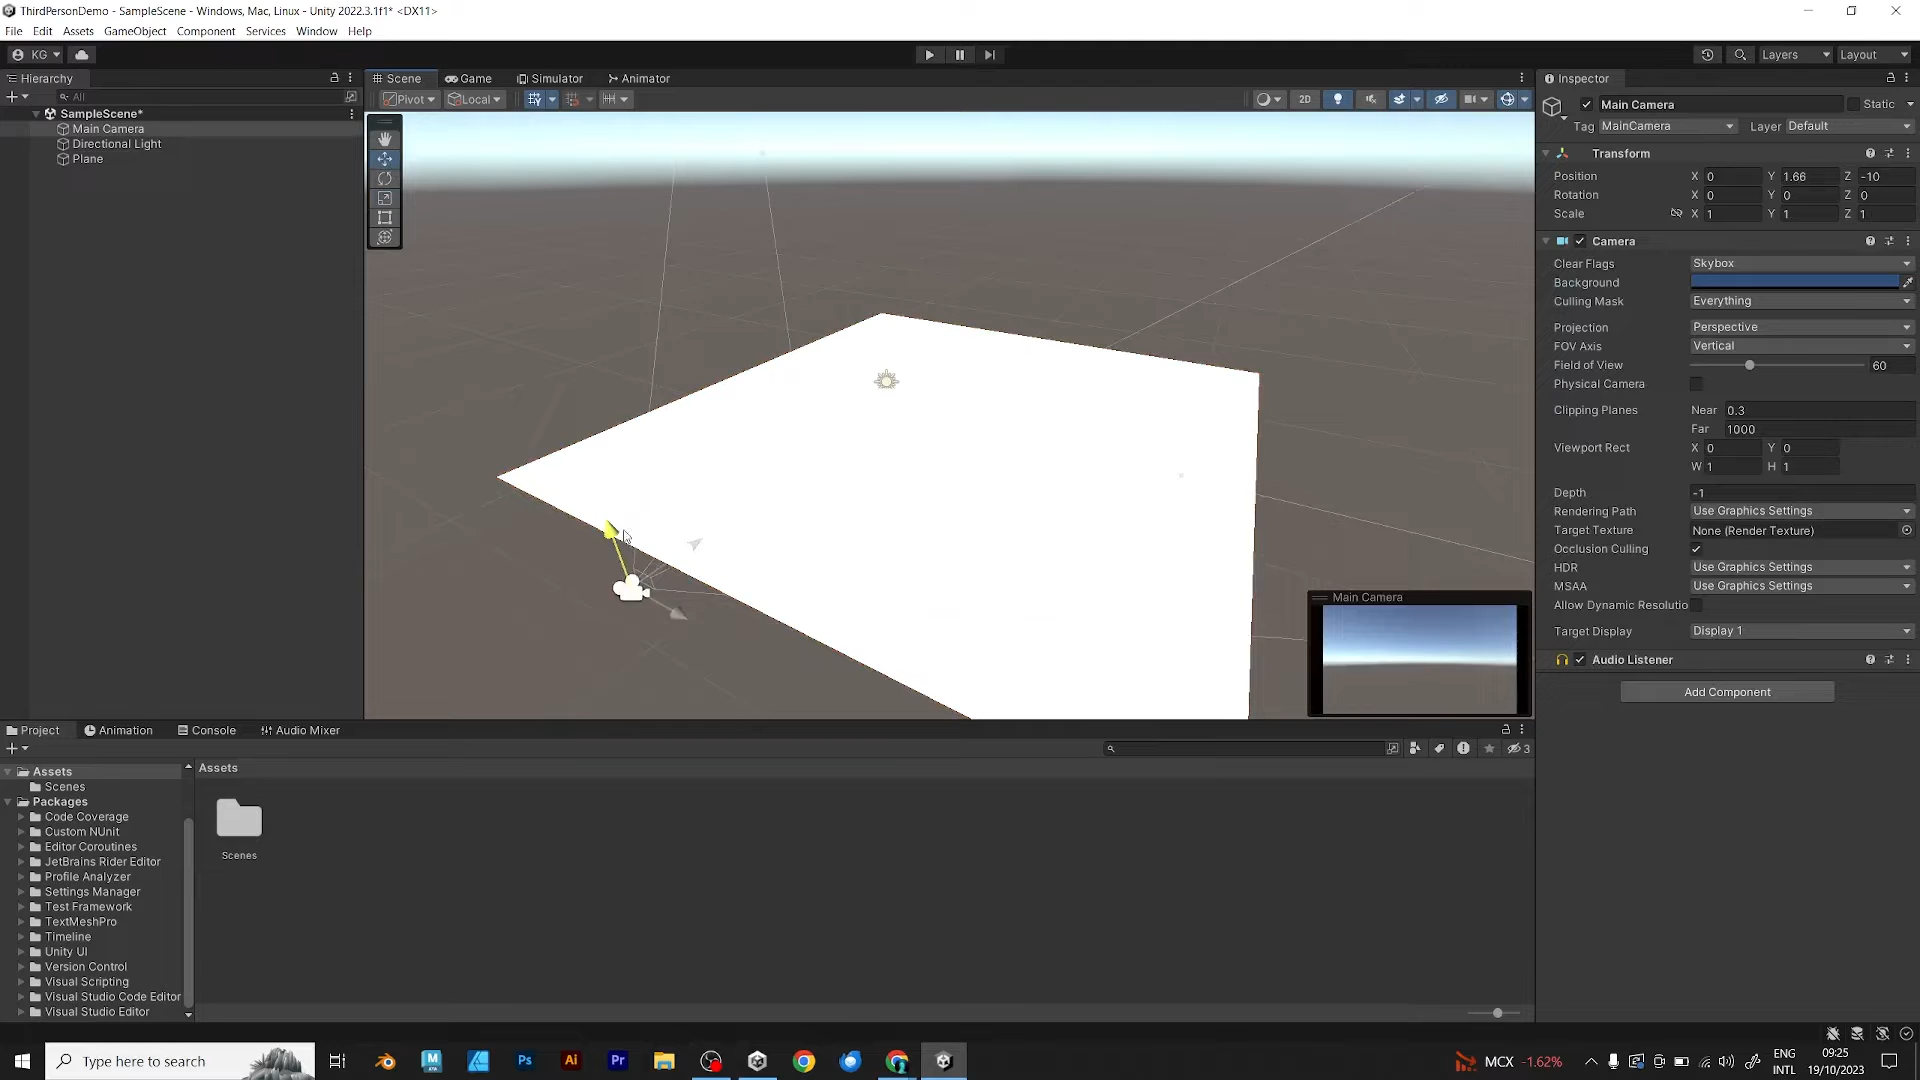 ThirdPersonDemo - SampleScene - Windows, Mac, Linux - Unity 2022.3.1f1* <DX11>
File Edit Assets GameObject Component Services Window Help
KG Layers Layout
Hierarchy
All
SampleScene*
Main Camera
Directional Light
Plane
Scene Game Simulator Animator
Pivot Local 2D
Main Camera
Inspector
Main Camera Static
Tag MainCamera Layer Default
Transform
Position X 0 Y 1.66 Z -10
Rotation X 0 Y 0 Z 0
Scale X 1 Y 1 Z 1
Camera
Clear Flags Skybox
Background
Culling Mask Everything
Projection Perspective
FOV Axis Vertical
Field of View 60
Physical Camera
Clipping Planes Near 0.3
Far 1000
Viewport Rect X 0 Y 0
W 1 H 1
Depth -1
Rendering Path Use Graphics Settings
Target Texture None (Render Texture)
Occlusion Culling
HDR Use Graphics Settings
MSAA Use Graphics Settings
Allow Dynamic Resolutio
Target Display Display 1
Audio Listener
Add Component
Project Animation Console Audio Mixer
3
Assets
Scenes
Packages
Code Coverage
Custom NUnit
Editor Coroutines
JetBrains Rider Editor
Profile Analyzer
Settings Manager
Test Framework
TextMeshPro
Timeline
Unity UI
Version Control
Visual Scripting
Visual Studio Code Editor
Visual Studio Editor
Assets
Scenes
Type here to search
M
Ps Ai Pr
MCX -1.62%
ENG
INTL
09:25
19/10/2023